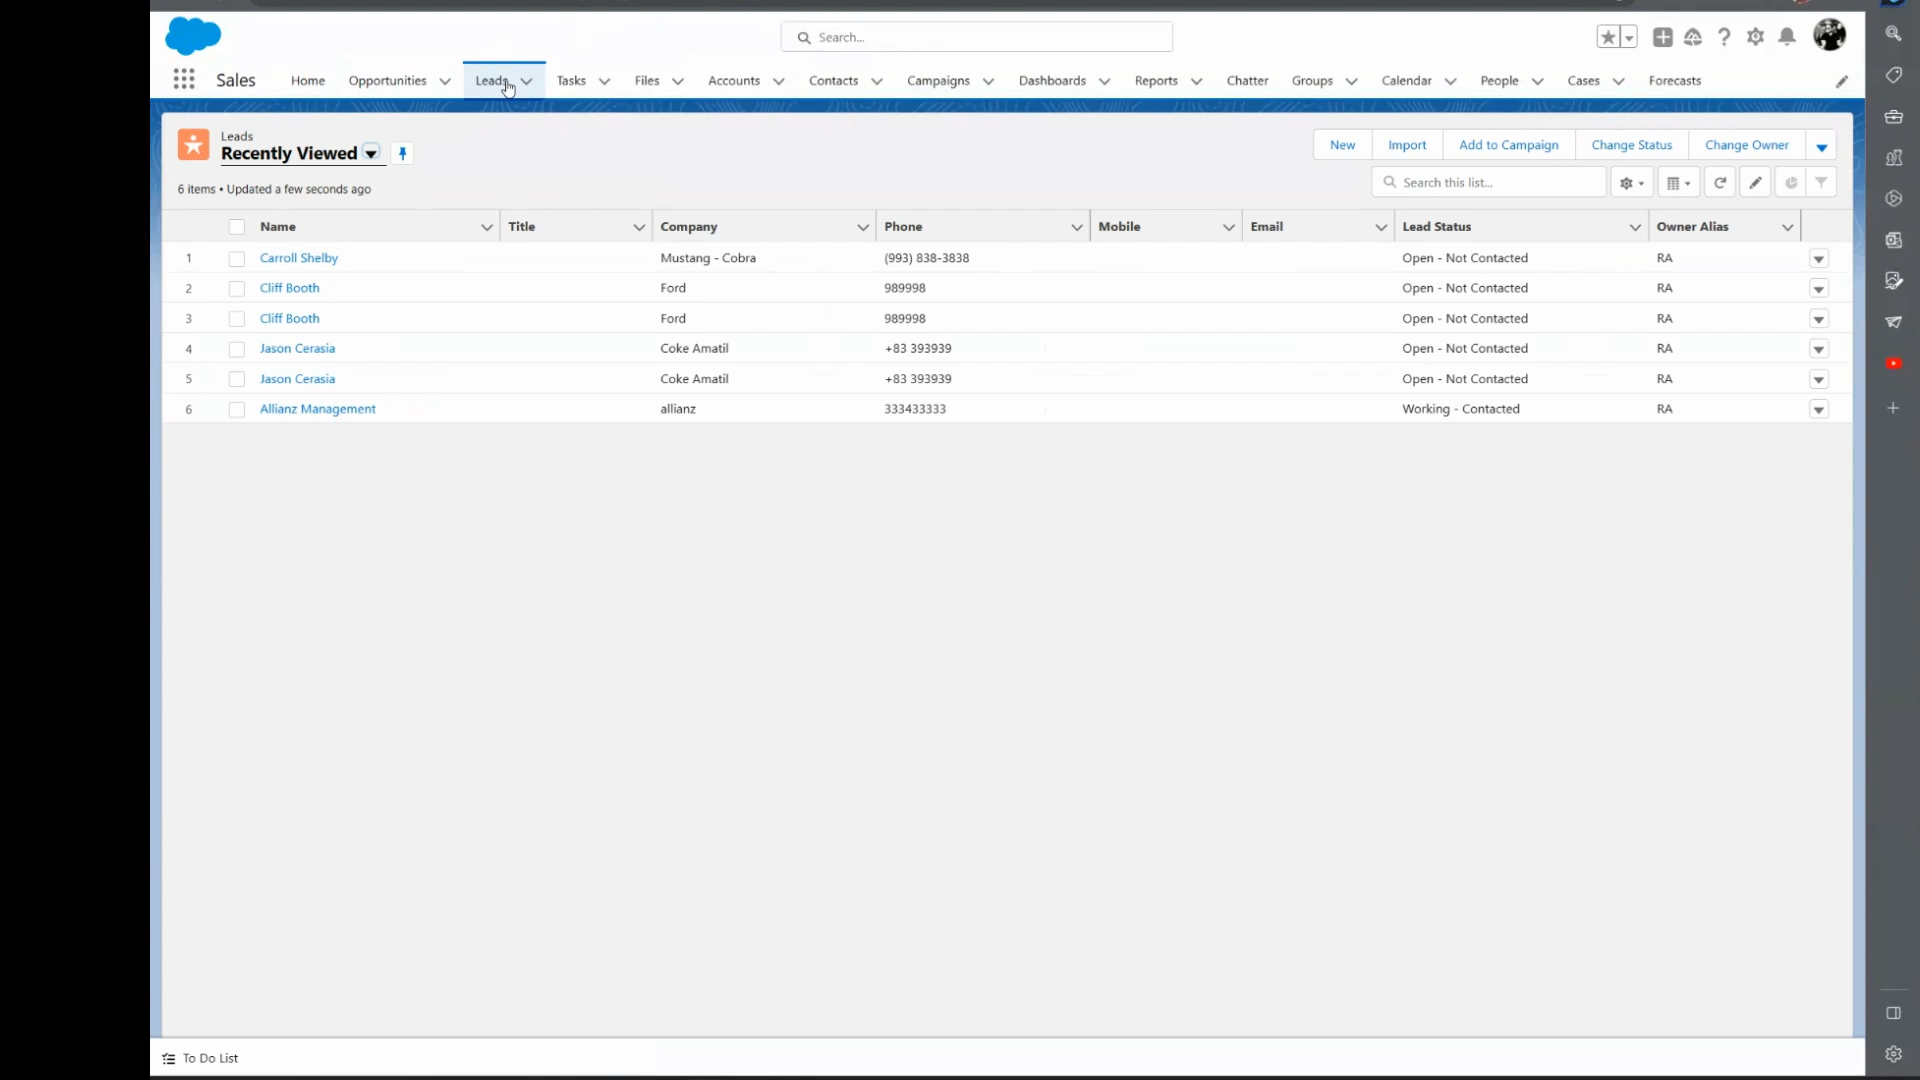 Search...
Sales Home Opportunities Leads Tasks Files Accounts Contacts Campaigns Dashboards Reports Chatter Groups Calendar People Cases Forecasts
Leads
Recently Viewed
New Import Add to Campaign Change Status Change Owner
6 items • Updated a few seconds ago
Search this list...
Name Title Company Phone Mobile Email Lead Status Owner Alias
1 Carroll Shelby Mustang - Cobra (993) 838-3838 Open - Not Contacted RA
2 Cliff Booth Ford 989998 Open - Not Contacted RA
3 Cliff Booth Ford 989998 Open - Not Contacted RA
4 Jason Cerasia Coke Amatil +83 393939 Open - Not Contacted RA
5 Jason Cerasia Coke Amatil +83 393939 Open - Not Contacted RA
6 Allianz Management allianz 333433333 Working - Contacted RA
To Do List